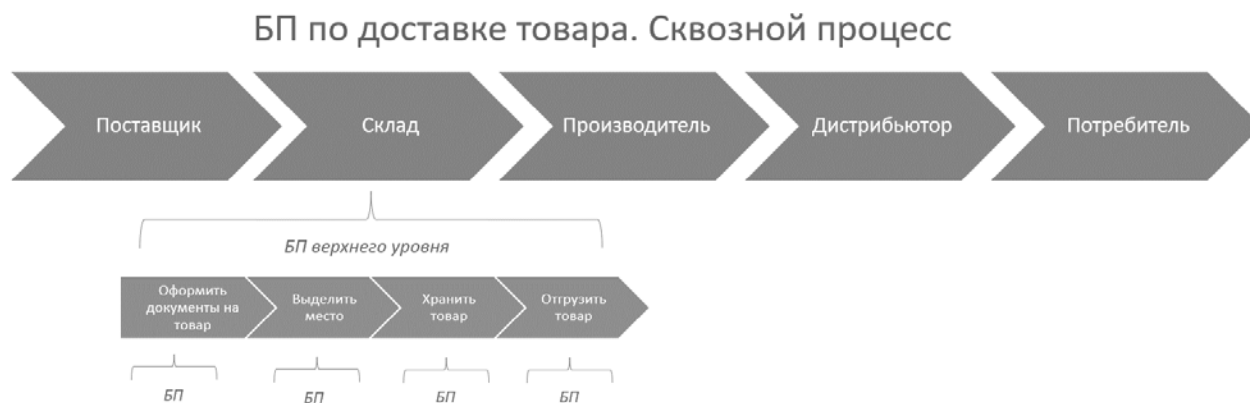 БП по доставке товара. Сквозной процесс
Поставщик
Склад
Производитель
Дистрибьютор
Потребитель
БП верхнего уровня
Оформить
документы на
товар
Выделить
место
Хранить
товар
Отгрузить
товар
БП
БП
БП
БП